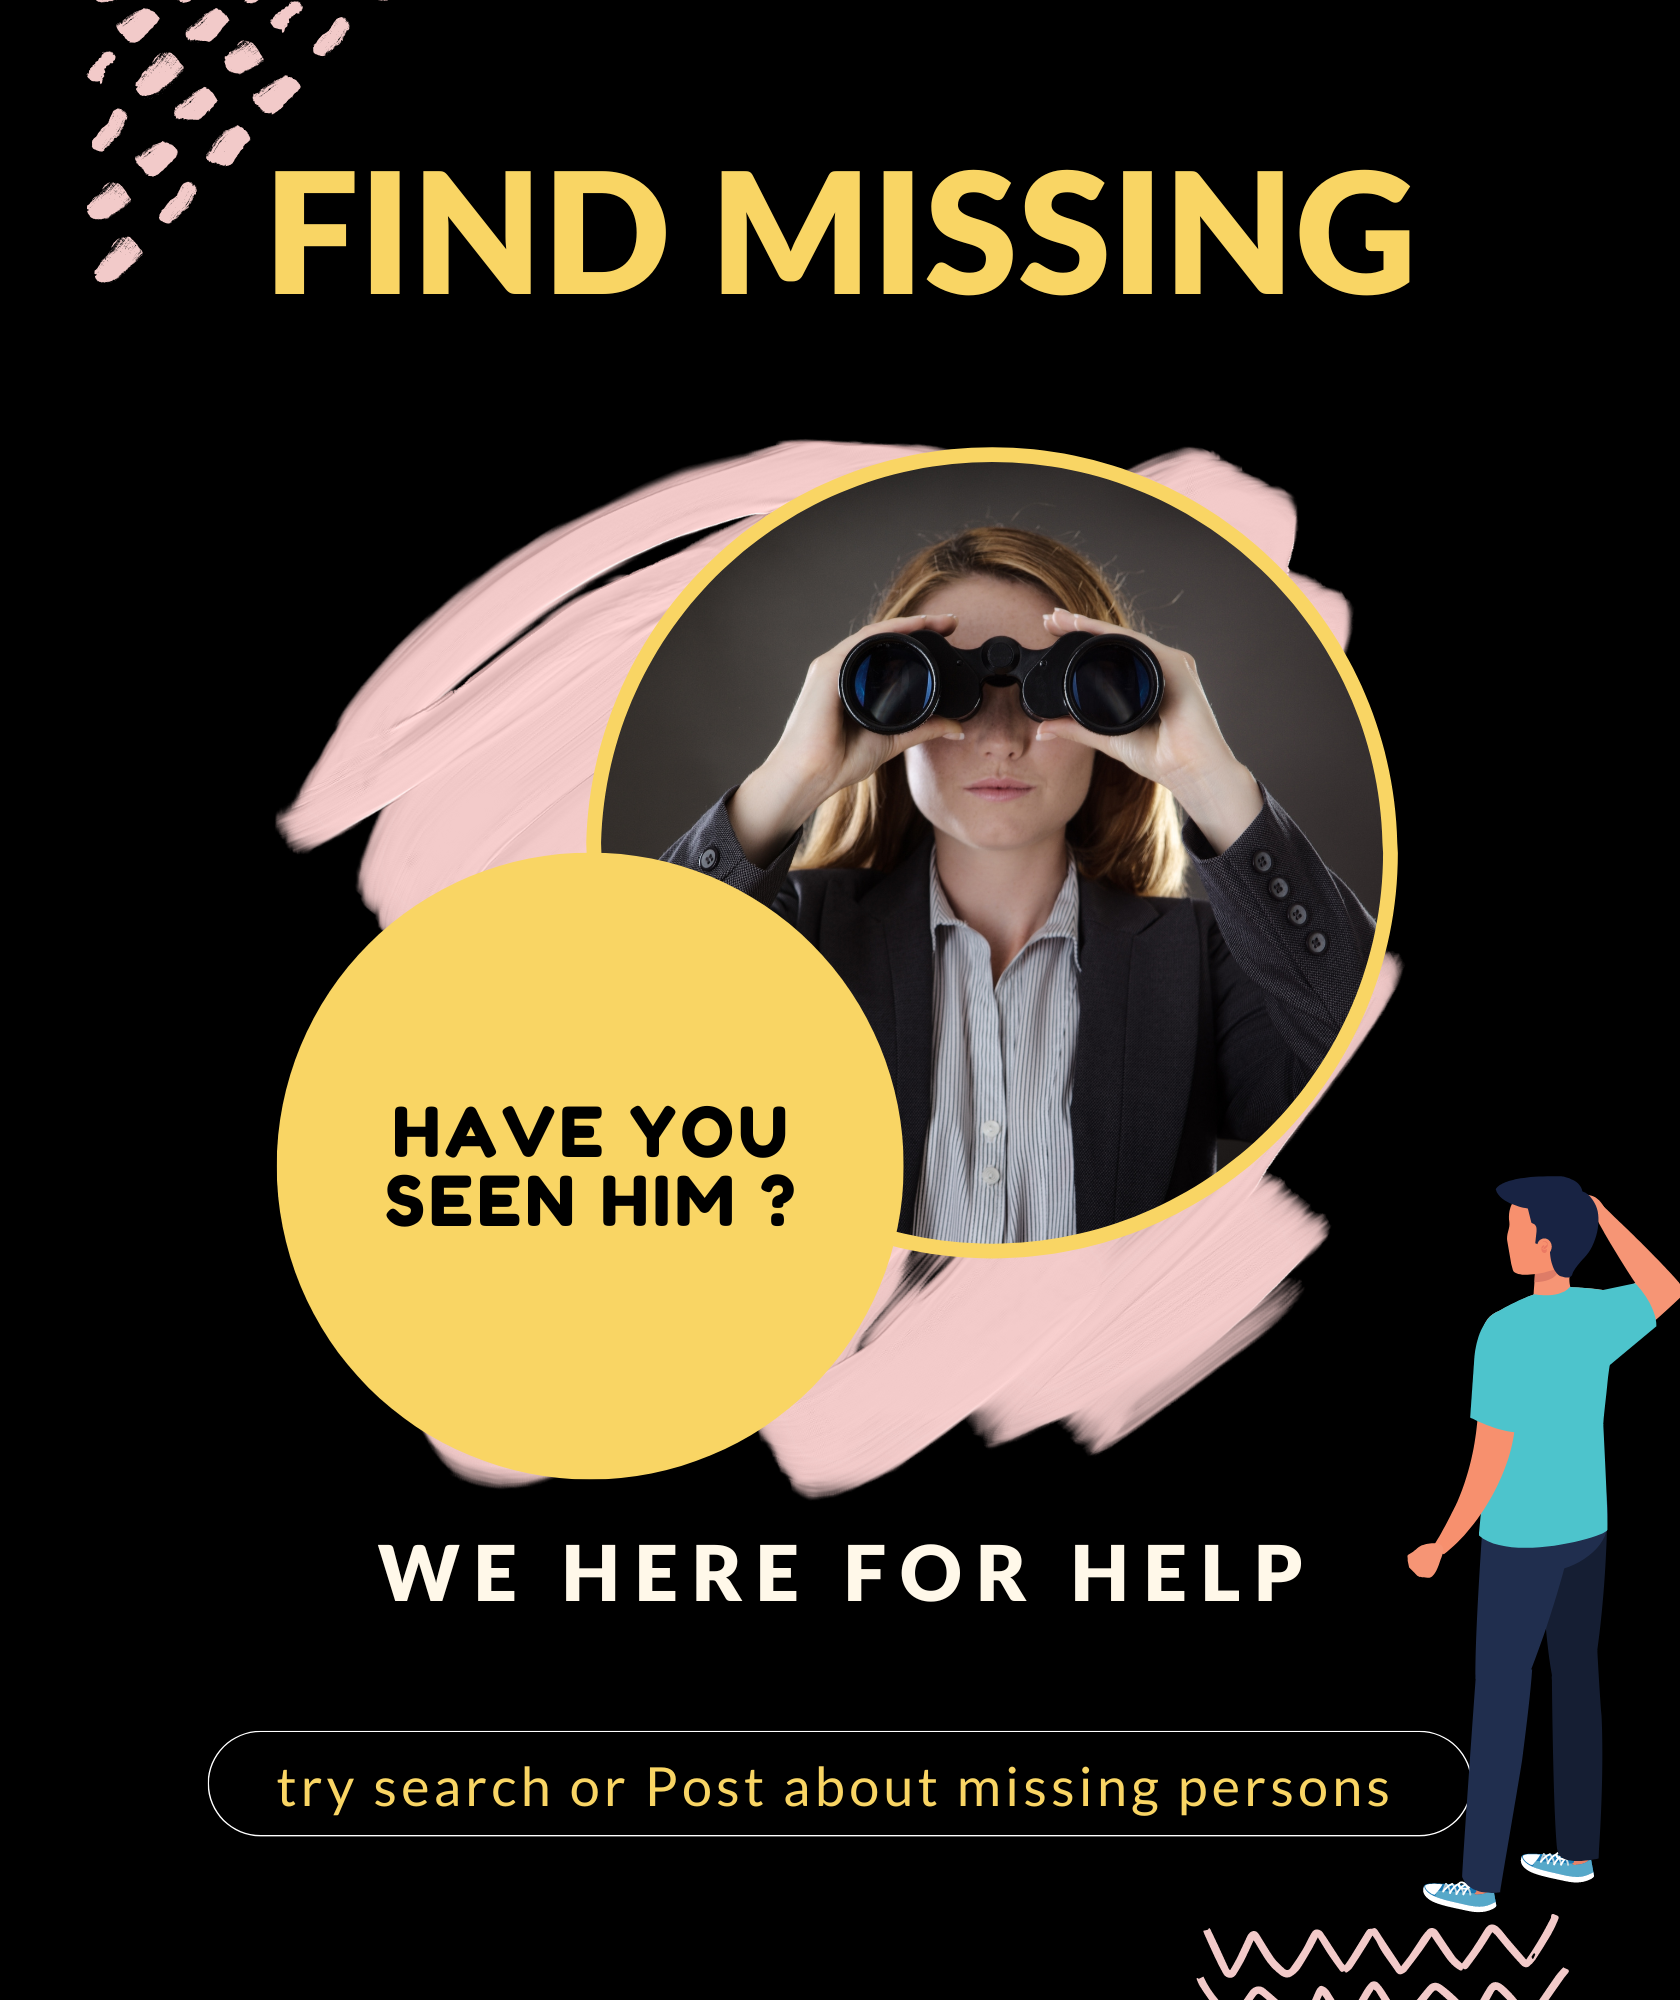 FIND MISSING
HAVE YOU
SEEN HIM ?
WE HERE FOR HELP
try search or Post about missing persons